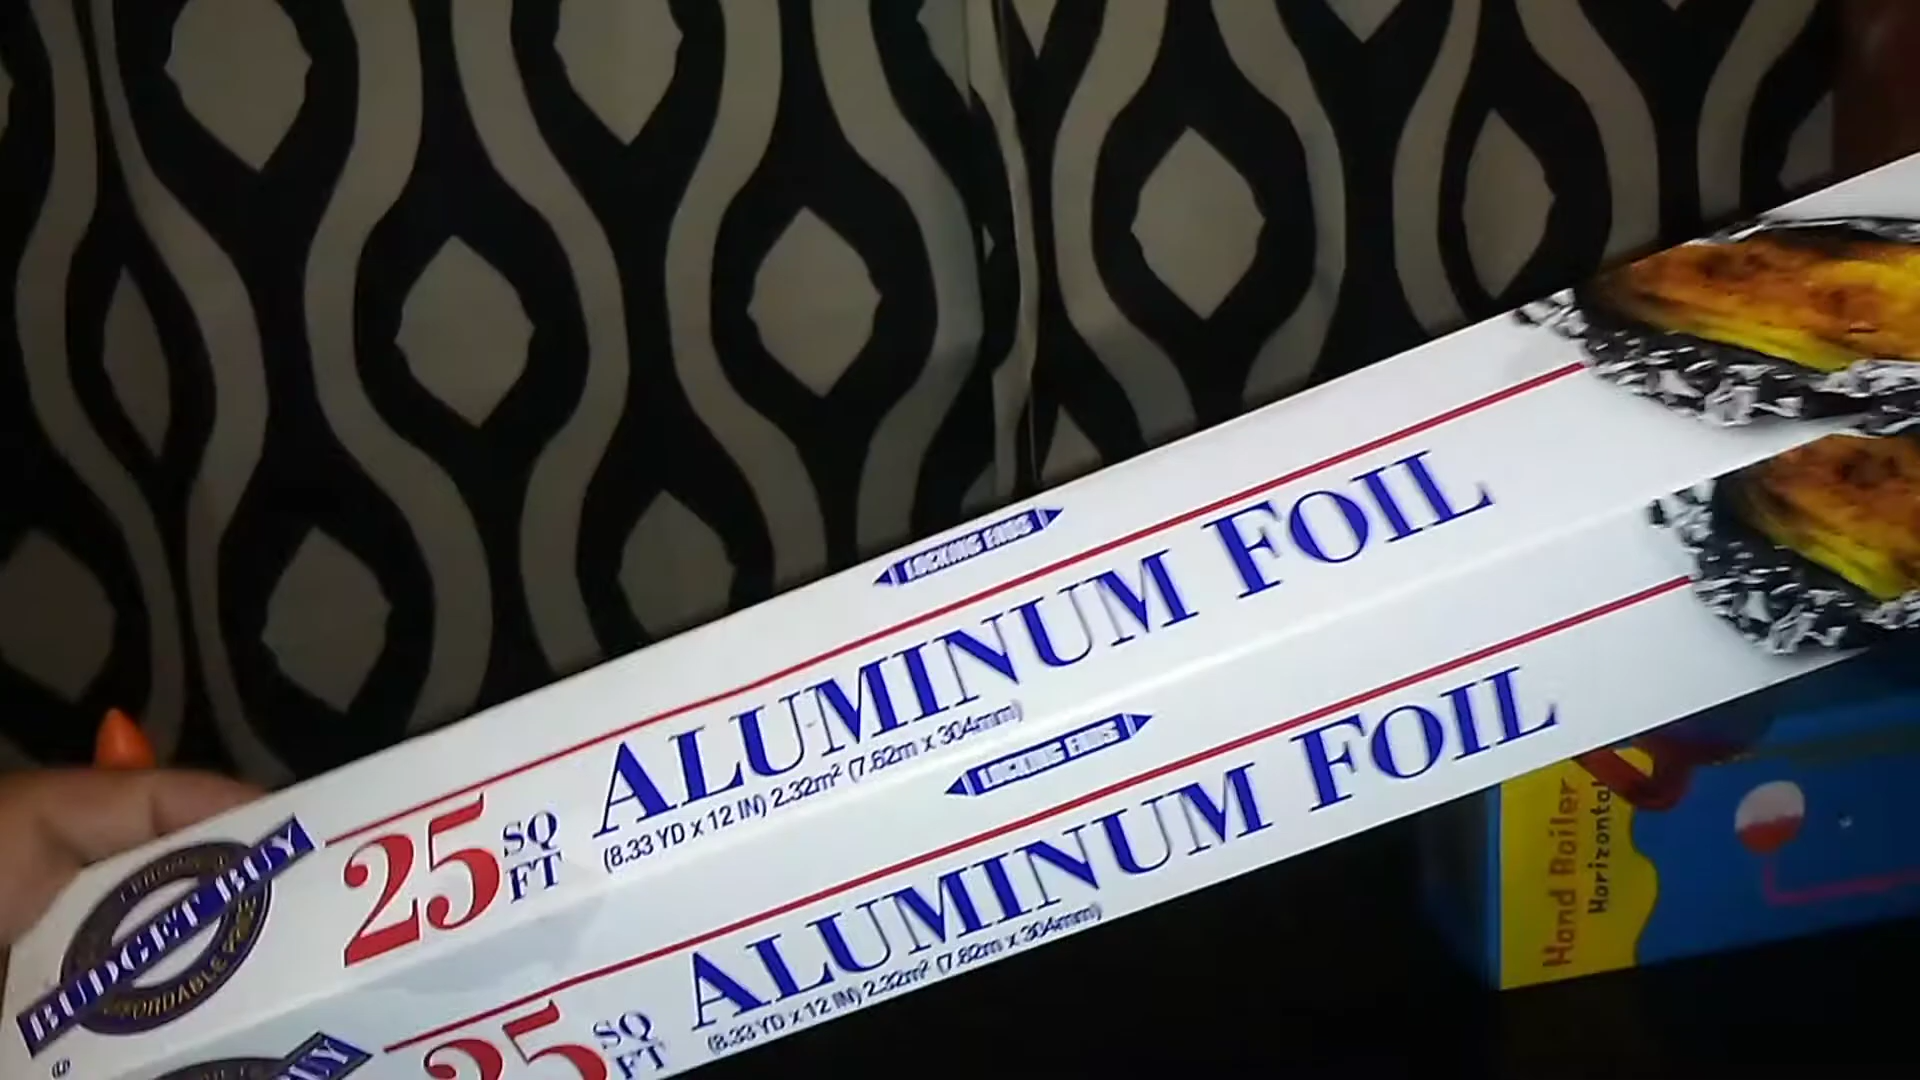 LOCKING ENDS
ALUMINUM FOIL
25 SQ FT
(8.33 YD x 12 IN) 2.32m² (7.62m x 304mm)
BUDGET BUY
AFFORDABLE PRICE
LOCKING ENDS
ALUMINUM FOIL
25 SQ FT
(8.33 YD x 12 IN) 2.32m² (7.62m x 304mm)
BUY
Hand Boiler
Horizontal